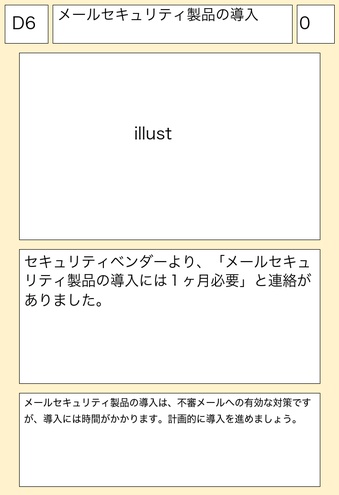 D6
メールセキュリティ製品の導入
0
illust
セキュリティベンダーより、「メールセキュ
リティ製品の導入には１ヶ月必要」と連絡が
ありました。
メールセキュリティ製品の導入は、不審メールへの有効な対策です
が、導入には時間がかかります。計画的に導入を進めましょう。